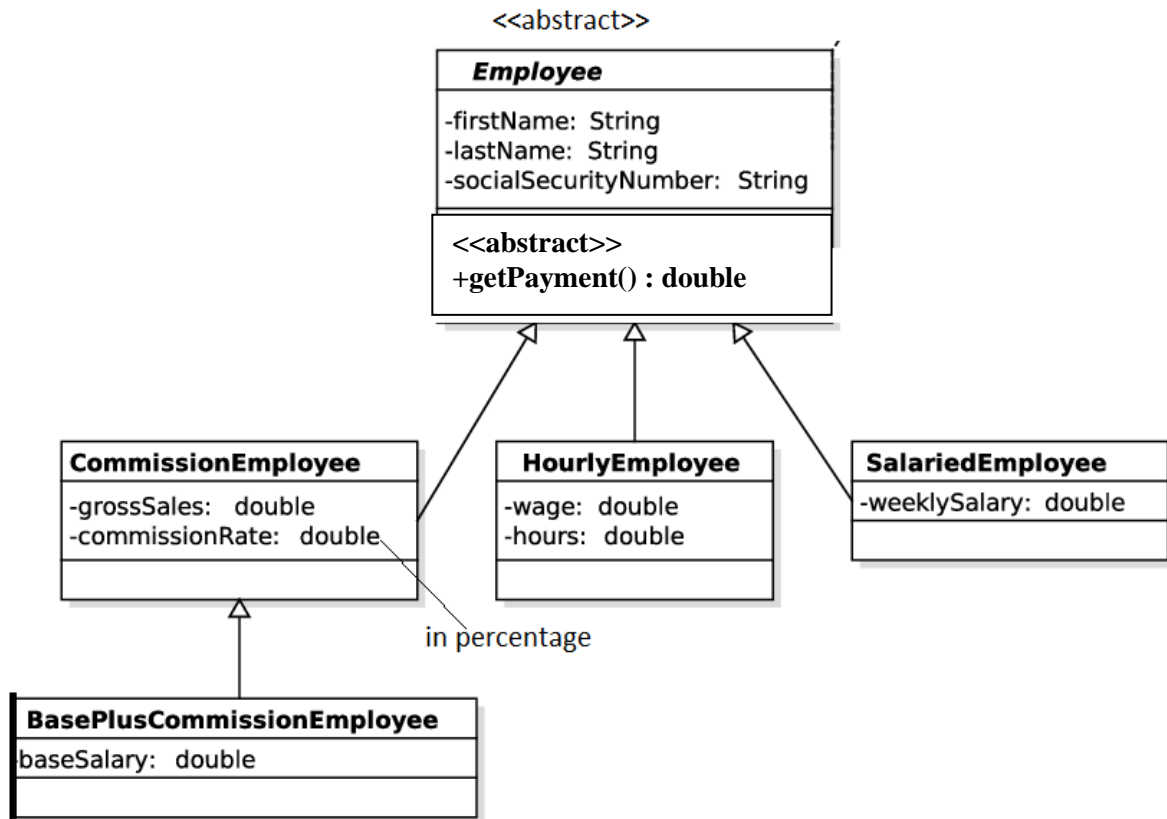 <<abstract>>
Employee
-firstName: String
-lastName: String
-socialSecurityNumber: String
<<abstract>>
+getPayment() : double
CommissionEmployee
-grossSales: double
-commissionRate: double
HourlyEmployee
-wage: double
-hours: double
SalariedEmployee
-weeklySalary: double
in percentage
BasePlusCommissionEmployee
-baseSalary: double